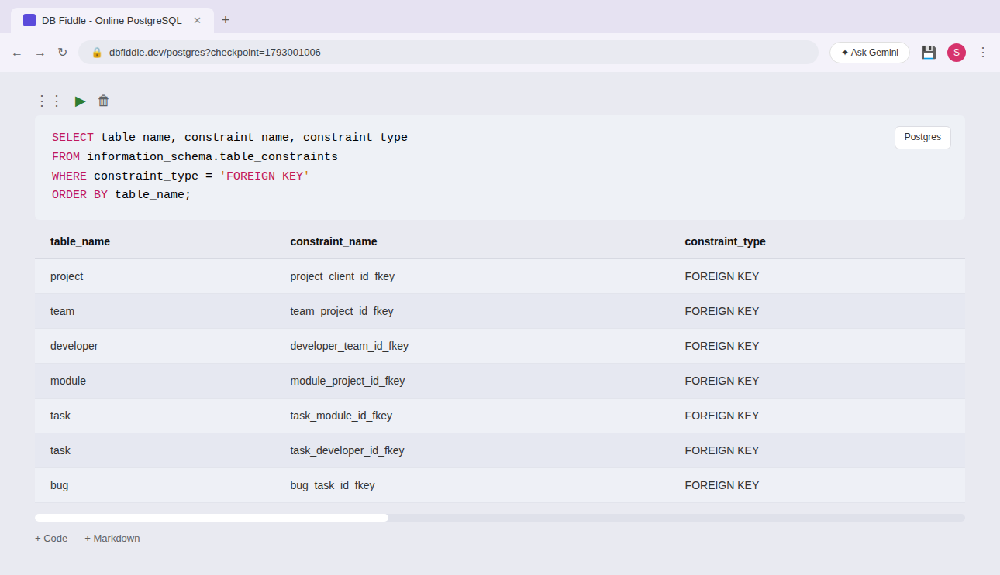 DB Fiddle - Online PostgreSQL
dbfiddle.dev/postgres?checkpoint=1793001006
✦ Ask Gemini
S
SELECT table_name, constraint_name, constraint_type
Postgres
FROM information_schema.table_constraints
WHERE constraint_type = 'FOREIGN KEY'
ORDER BY table_name;
table_name constraint_name constraint_type
project project_client_id_fkey FOREIGN KEY
team team_project_id_fkey FOREIGN KEY
developer developer_team_id_fkey FOREIGN KEY
module module_project_id_fkey FOREIGN KEY
task task_module_id_fkey FOREIGN KEY
task task_developer_id_fkey FOREIGN KEY
bug bug_task_id_fkey FOREIGN KEY
+ Code + Markdown